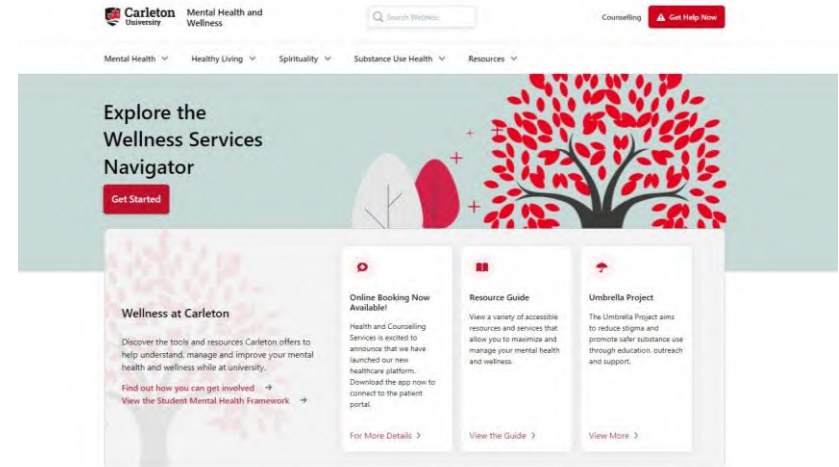 Carleton
University
Mental Health and
Wellness
Search Wellness
Counselling
Get Help Now
Mental Health
Healthy Living
Spirituality
Substance Use Health
Resources
Explore the
Wellness Services
Navigator
Get Started
Wellness at Carleton
Discover the tools and resources Carleton offers to
help understand, manage and improve your mental
health and wellness while at university.
Find out how you can get involved →
View the Student Mental Health Framework →
Online Booking Now
Available!
Health and Counselling
Services is excited to
announce that we have
launched our new
healthcare platform.
Download the app now to
connect to the patient
portal.
For More Details >
Resource Guide
View a variety of accessible
resources and services that
allow you to maximize and
manage your mental health
and wellness.
View the Guide >
Umbrella Project
The Umbrella Project aims
to reduce stigma and
promote safer substance use
through education, outreach
and support.
View More >